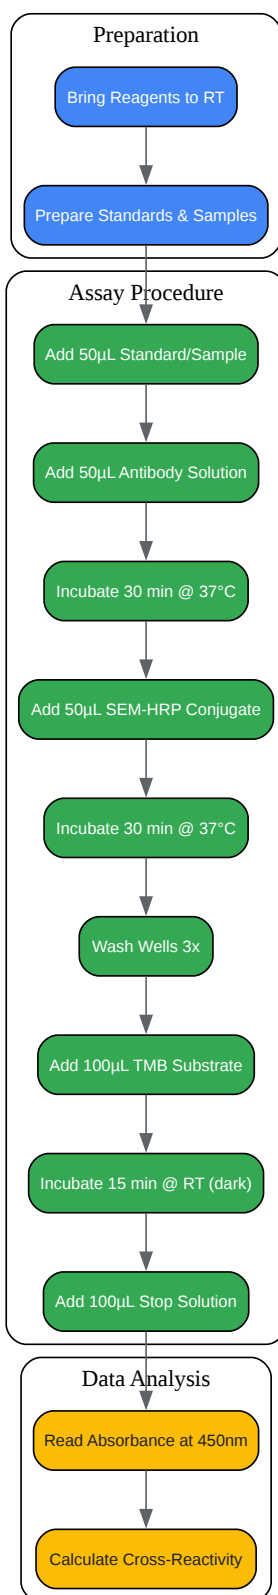 Preparation
Bring Reagents to RT
Prepare Standards & Samples
Assay Procedure
Add 50µL Standard/Sample
Add 50µL Antibody Solution
Incubate 30 min @ 37°C
Add 50µL SEM-HRP Conjugate
Incubate 30 min @ 37°C
Wash Wells 3x
Add 100µL TMB Substrate
Incubate 15 min @ RT (dark)
Add 100µL Stop Solution
Data Analysis
Read Absorbance at 450nm
Calculate Cross-Reactivity